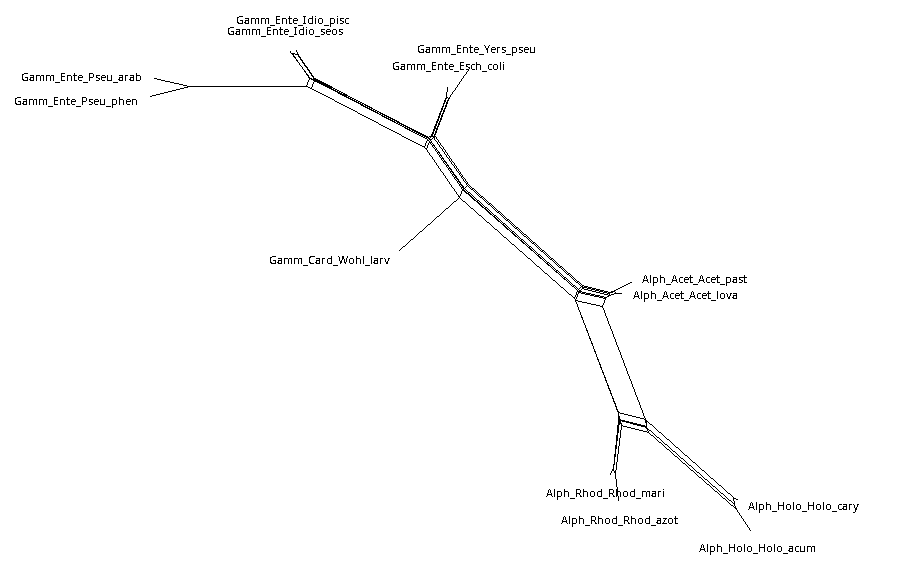 Gamm_Ente_Idio_pisc
Gamm_Ente_Idio_seos
Gamm_Ente_Yers_pseu
Gamm_Ente_Esch_coli
Gamm_Ente_Pseu_arab
Gamm_Ente_Pseu_phen
Gamm_Card_Wohl_larv
Alph_Acet_Acet_past
Alph_Acet_Acet_lova
Alph_Rhod_Rhod_mari
Alph_Holo_Holo_cary
Alph_Rhod_Rhod_azot
Alph_Holo_Holo_acum